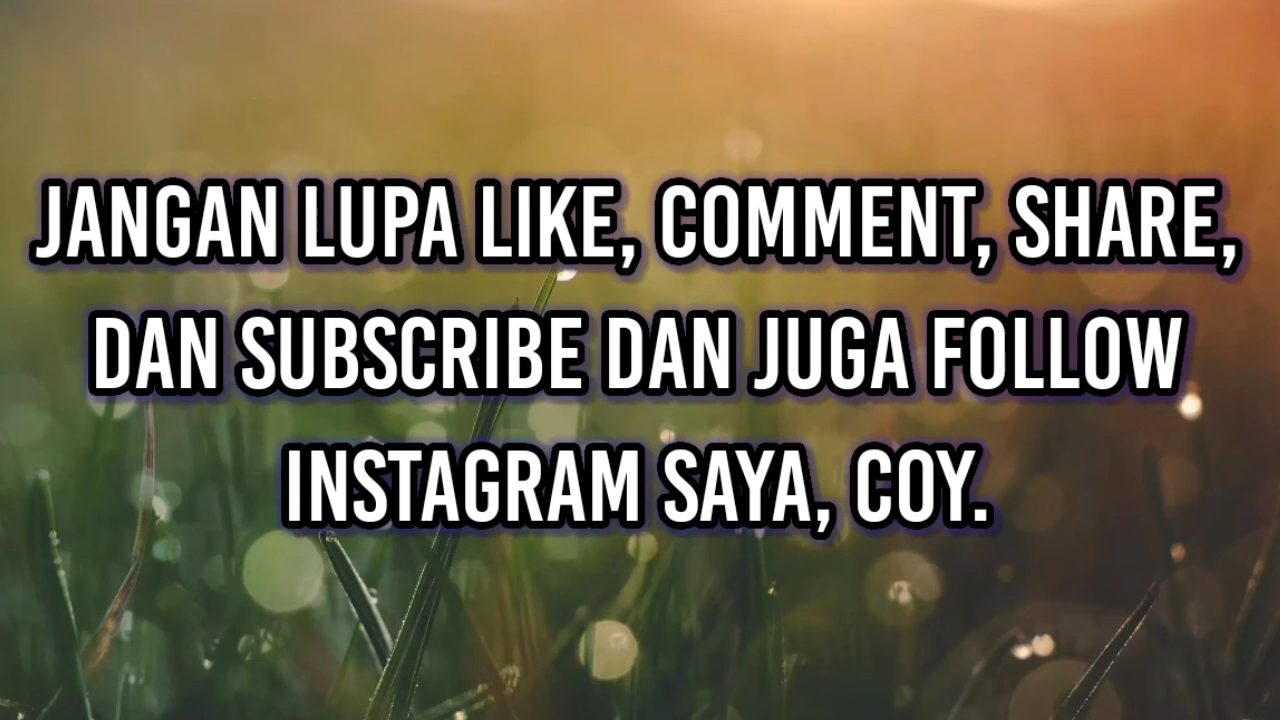 JANGAN LUPA LIKE, COMMENT, SHARE,
DAN SUBSCRIBE DAN JUGA FOLLOW
INSTAGRAM SAYA, COY.